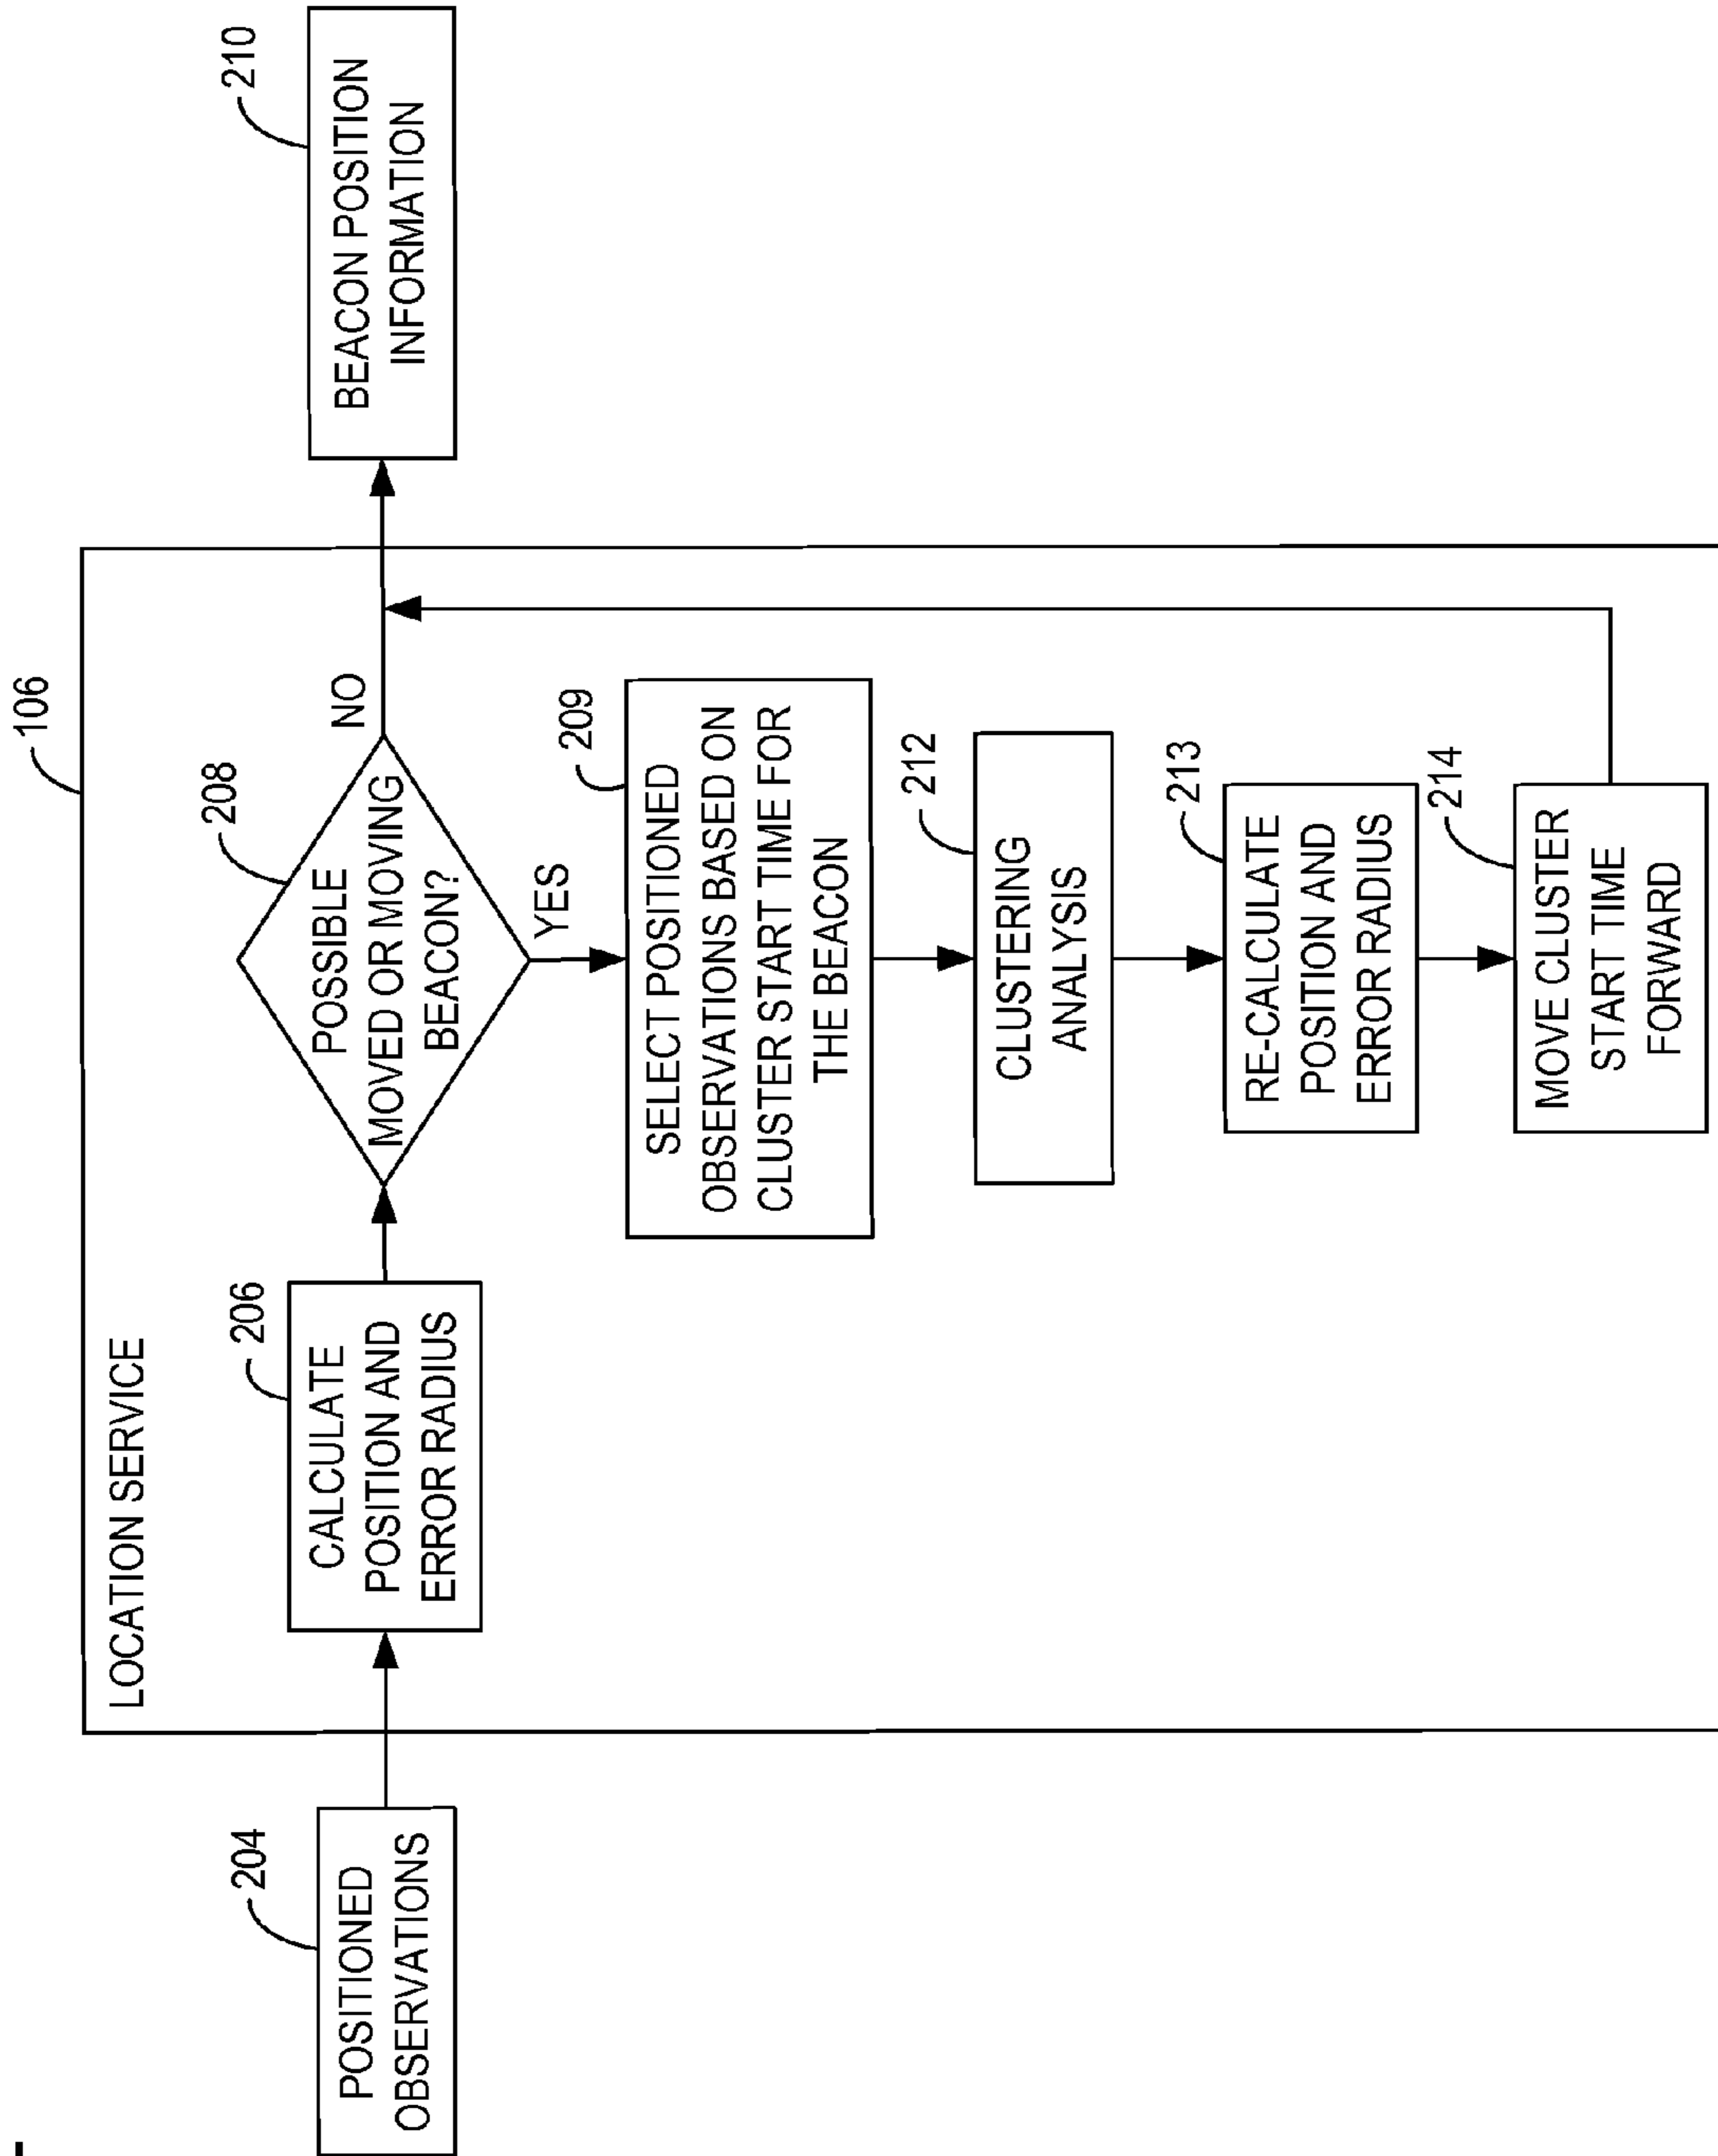 106
LOCATION SERVICE
204
POSITIONED
OBSERVATIONS
206
CALCULATE
POSITION AND
ERROR RADIUS
208
POSSIBLE
MOVED OR MOVING
BEACON?
NO
210
BEACON POSITION
INFORMATION
YES
209
SELECT POSITIONED
OBSERVATIONS BASED ON
CLUSTER START TIME FOR
THE BEACON
212
CLUSTERING
ANALYSIS
213
RE-CALCULATE
POSITION AND
ERROR RADIUS
214
MOVE CLUSTER
START TIME
FORWARD